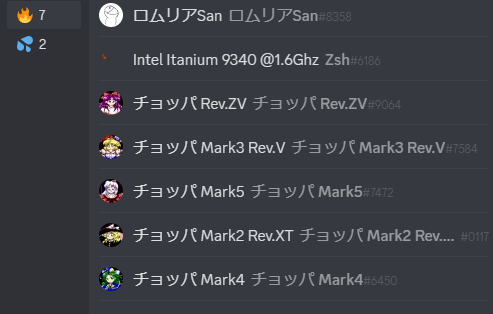 7
2
ロムリアSan ロムリアSan#8358
Intel Itanium 9340 @1.6Ghz Zsh#6186
チョッパ Rev.ZV チョッパ Rev.ZV#9064
チョッパ Mark3 Rev.V チョッパ Mark3 Rev.V#7584
チョッパ Mark5 チョッパ Mark5#7472
チョッパ Mark2 Rev.XT チョッパ Mark2 Rev.... #0117
チョッパ Mark4 チョッパ Mark4#6450